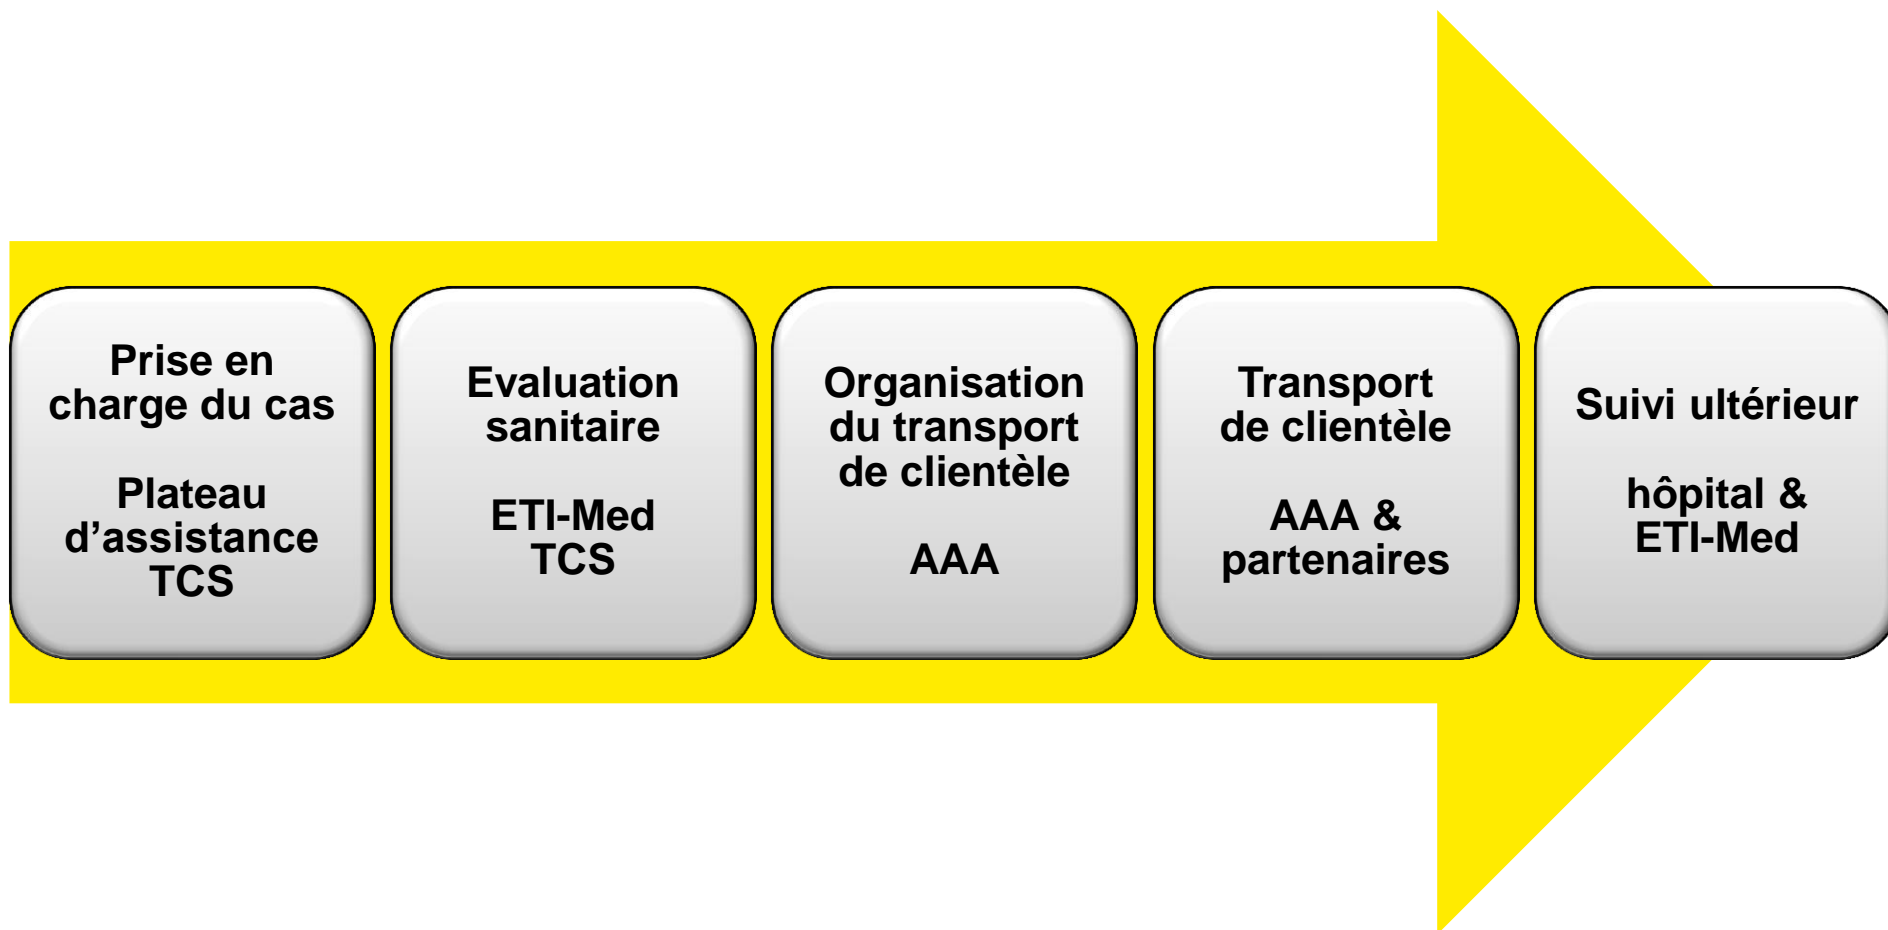 Prise en
charge du cas
Plateau
d’assistance
TCS
Evaluation
sanitaire
ETI-Med
TCS
Organisation
du transport
de clientèle
AAA
Transport
de clientèle
AAA &
partenaires
Suivi ultérieur
hôpital &
ETI-Med